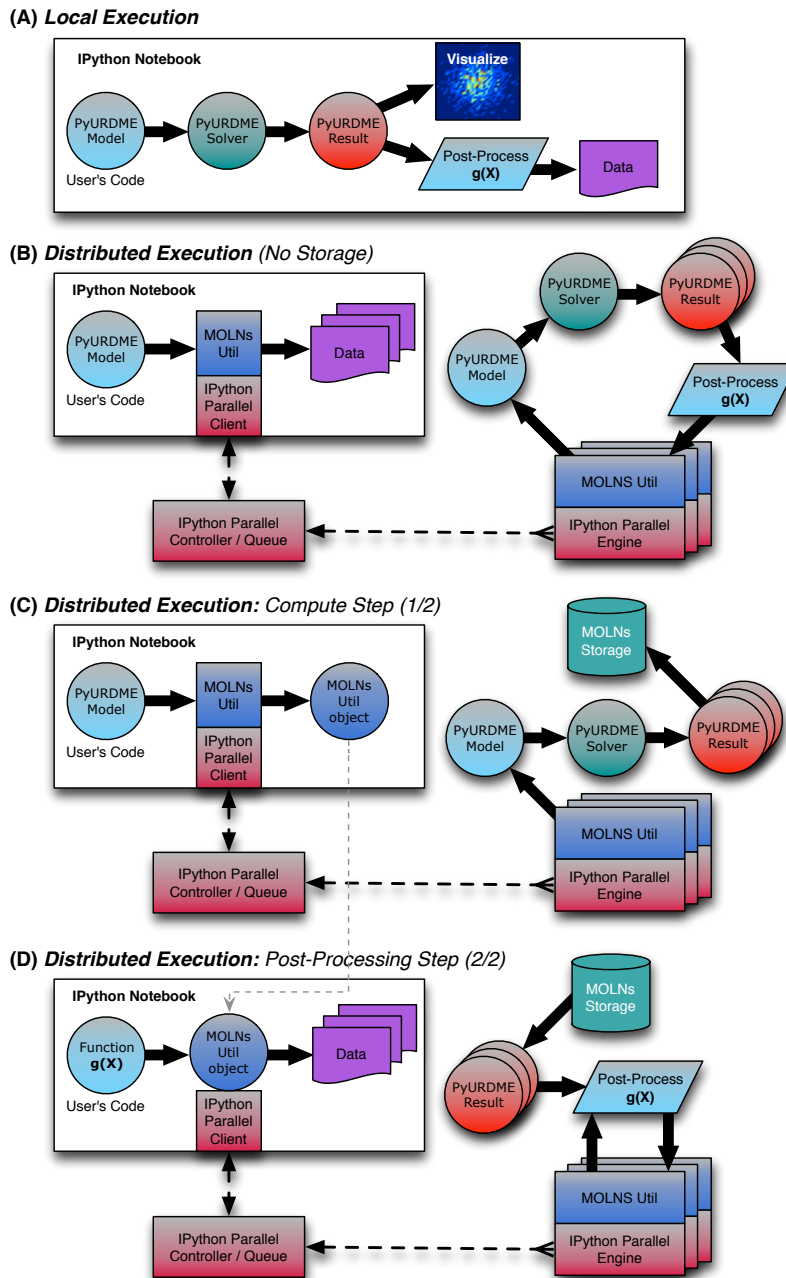 (A) Local Execution
IPython Notebook
Visualize
PyURDME
Model
PyURDME
Solver
PyURDME
Result
User's Code
Post-Process
g(X)
Data
(B) Distributed Execution (No Storage)
IPython Notebook
PyURDME
Model
User's Code
MOLNs
Util
IPython
Parallel
Client
Data
IPython Parallel
Controller / Queue
PyURDME
Solver
PyURDME
Result
PyURDME
Model
Post-Process
g(X)
MOLNS Util
IPython Parallel
Engine
(C) Distributed Execution: Compute Step (1/2)
IPython Notebook
PyURDME
Model
User's Code
MOLNs
Util
IPython
Parallel
Client
MOLNs
Util
object
IPython Parallel
Controller / Queue
MOLNs
Storage
PyURDME
Model
PyURDME
Solver
PyURDME
Result
MOLNS Util
IPython Parallel
Engine
(D) Distributed Execution: Post-Processing Step (2/2)
IPython Notebook
Function
g(X)
User's Code
MOLNs
Util
object
IPython
Parallel
Client
Data
IPython Parallel
Controller / Queue
MOLNs
Storage
PyURDME
Result
Post-Process
g(X)
MOLNS Util
IPython Parallel
Engine